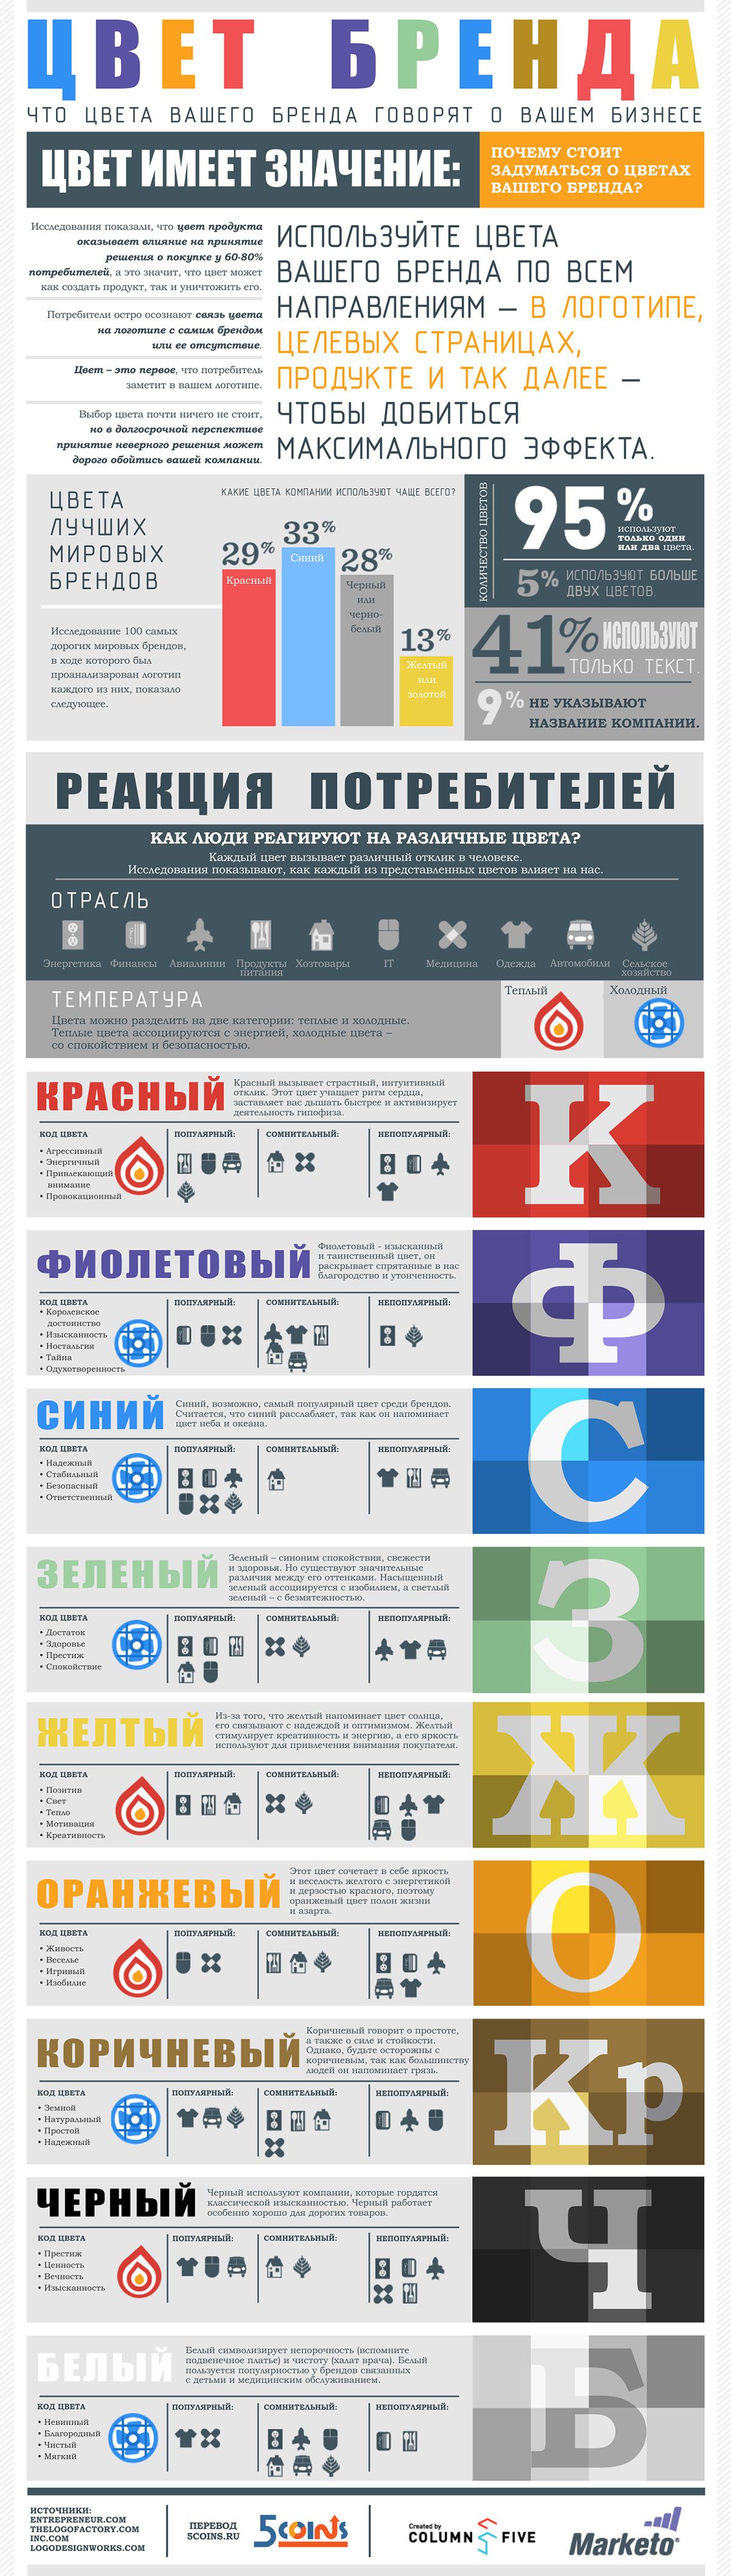 ЦВЕТ БРЕНДА
ЧТО ЦВЕТА ВАШЕГО БРЕНДА ГОВОРЯТ О ВАШЕМ БИЗНЕСЕ
ЦВЕТ ИМЕЕТ ЗНАЧЕНИЕ:
ПОЧЕМУ СТОИТ
ЗАДУМАТЬСЯ О ЦВЕТАХ
ВАШЕГО БРЕНДА?
Исследования показали, что цвет продукта
оказывает влияние на принятие
решения о покупке у 60-80%
потребителей, а это значит, что цвет может
как создать продукт, так и уничтожить его.
Потребители остро осознают связь цвета
на логотипе с самим брендом
или ее отсутствие.
Цвет – это первое, что потребитель
заметит в вашем логотипе.
Выбор цвета почти ничего не стоит,
но в долгосрочной перспективе
принятие неверного решения может
дорого обойтись вашей компании.
ИСПОЛЬЗУЙТЕ ЦВЕТА
ВАШЕГО БРЕНДА ПО ВСЕМ
НАПРАВЛЕНИЯМ – В ЛОГОТИПЕ,
ЦЕЛЕВЫХ СТРАНИЦАХ,
ПРОДУКТЕ И ТАК ДАЛЕЕ –
ЧТОБЫ ДОБИТЬСЯ
МАКСИМАЛЬНОГО ЭФФЕКТА.
ЦВЕТА
ЛУЧШИХ
МИРОВЫХ
БРЕНДОВ
Исследование 100 самых
дорогих мировых брендов,
в ходе которого был
проанализирован логотип
каждого из них, показало
следующее.
КАКИЕ ЦВЕТА КОМПАНИИ ИСПОЛЬЗУЮТ ЧАЩЕ ВСЕГО?
29%
Красный
33%
Синий
28%
Черный
или
черно-
белый
13%
Желтый
или
золотой
КОЛИЧЕСТВО ЦВЕТОВ
95%
используют
только один
или два цвета.
5% ИСПОЛЬЗУЮТ БОЛЬШЕ
ДВУХ ЦВЕТОВ.
41% ИСПОЛЬЗУЮТ
ТОЛЬКО ТЕКСТ.
9% НЕ УКАЗЫВАЮТ
НАЗВАНИЕ КОМПАНИИ.
РЕАКЦИЯ ПОТРЕБИТЕЛЕЙ
КАК ЛЮДИ РЕАГИРУЮТ НА РАЗЛИЧНЫЕ ЦВЕТА?
Каждый цвет вызывает различный отклик в человеке.
Исследования показывают, как каждый из представленных цветов влияет на нас.
ОТРАСЛЬ
Энергетика
Финансы
Авиалинии
Продукты
питания
Хозтовары
IT
Медицина
Одежда
Автомобили
Сельское
хозяйство
ТЕМПЕРАТУРА
Цвета можно разделить на две категории: теплые и холодные.
Теплые цвета ассоциируются с энергией, холодные цвета –
со спокойствием и безопасностью.
Теплый
Холодный
КРАСНЫЙ
Красный вызывает страстный, интуитивный
отклик. Этот цвет учащает ритм сердца,
заставляет вас дышать быстрее и активизирует
деятельность гипофиза.
КОД ЦВЕТА
• Агрессивный
• Энергичный
• Привлекающий
внимание
• Провокационный
ПОПУЛЯРНЫЙ:
СОМНИТЕЛЬНЫЙ:
НЕПОПУЛЯРНЫЙ:
К
ФИОЛЕТОВЫЙ
Фиолетовый - изысканный
и таинственный цвет, он
раскрывает спрятанные в нас
благородство и утонченность.
КОД ЦВЕТА
• Королевское
достоинство
• Изысканность
• Ностальгия
• Тайна
• Одухотворенность
ПОПУЛЯРНЫЙ:
СОМНИТЕЛЬНЫЙ:
НЕПОПУЛЯРНЫЙ:
Ф
СИНИЙ
Синий, возможно, самый популярный цвет среди брендов.
Считается, что синий расслабляет, так как он напоминает
цвет неба и океана.
КОД ЦВЕТА
• Надежный
• Стабильный
• Безопасный
• Ответственный
ПОПУЛЯРНЫЙ:
СОМНИТЕЛЬНЫЙ:
НЕПОПУЛЯРНЫЙ:
С
ЗЕЛЕНЫЙ
Зеленый – синоним спокойствия, свежести
и здоровья. Но существуют значительные
различия между его оттенками. Насыщенный
зеленый ассоциируется с изобилием, а светлый
зеленый – с безмятежностью.
КОД ЦВЕТА
• Достаток
• Здоровье
• Престиж
• Спокойствие
ПОПУЛЯРНЫЙ:
СОМНИТЕЛЬНЫЙ:
НЕПОПУЛЯРНЫЙ:
З
ЖЕЛТЫЙ
Из-за того, что желтый напоминает цвет солнца,
его связывают с надеждой и оптимизмом. Желтый
стимулирует креативность и энергию, а его яркость
используют для привлечения внимания покупателя.
КОД ЦВЕТА
• Позитив
• Свет
• Тепло
• Мотивация
• Креативность
ПОПУЛЯРНЫЙ:
СОМНИТЕЛЬНЫЙ:
НЕПОПУЛЯРНЫЙ:
Ж
ОРАНЖЕВЫЙ
Этот цвет сочетает в себе яркость
и веселость желтого с энергетикой
и дерзостью красного, поэтому
оранжевый цвет полон жизни
и азарта.
КОД ЦВЕТА
• Живость
• Веселье
• Игривый
• Изобилие
ПОПУЛЯРНЫЙ:
СОМНИТЕЛЬНЫЙ:
НЕПОПУЛЯРНЫЙ:
О
КОРИЧНЕВЫЙ
Коричневый говорит о простоте,
а также о силе и стойкости.
Однако, будьте осторожны с
коричневым, так как большинству
людей он напоминает грязь.
КОД ЦВЕТА
• Земной
• Натуральный
• Простой
• Надежный
ПОПУЛЯРНЫЙ:
СОМНИТЕЛЬНЫЙ:
НЕПОПУЛЯРНЫЙ:
Кр
ЧЕРНЫЙ
Черный используют компании, которые гордятся
классической изысканностью. Черный работает
особенно хорошо для дорогих товаров.
КОД ЦВЕТА
• Престиж
• Ценность
• Вечность
• Изысканность
ПОПУЛЯРНЫЙ:
СОМНИТЕЛЬНЫЙ:
НЕПОПУЛЯРНЫЙ:
Ч
БЕЛЫЙ
Белый символизирует непорочность (вспомните
подвенечное платье) и чистоту (халат врача). Белый
пользуется популярностью у брендов связанных
с детьми и медицинским обслуживанием.
КОД ЦВЕТА
• Невинный
• Благородный
• Чистый
• Мягкий
ПОПУЛЯРНЫЙ:
СОМНИТЕЛЬНЫЙ:
НЕПОПУЛЯРНЫЙ:
Б
ИСТОЧНИКИ:
ENTREPRENEUR.COM
THELOGOFACTORY.COM
INC.COM
LOGODESIGNWORKS.COM
ПЕРЕВОД
5COINS.RU
5coins
Created by
COLUMN FIVE
Marketo